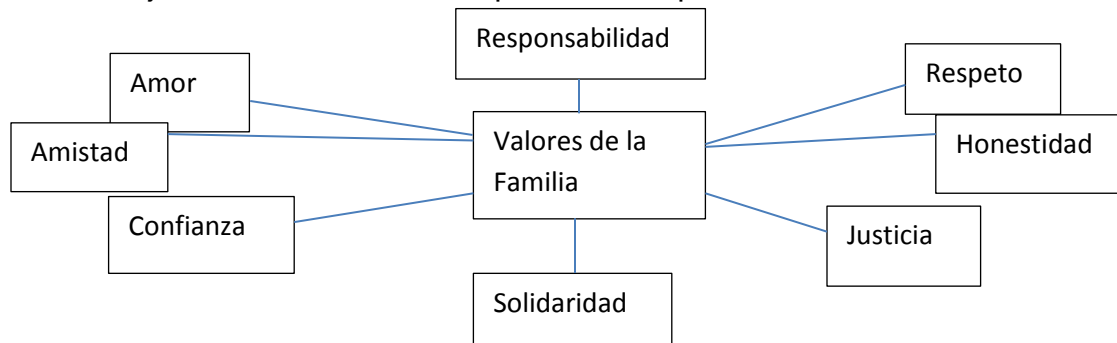 Responsabilidad
Amor
Respeto
Amistad
Valores de la
Familia
Honestidad
Confianza
Justicia
Solidaridad